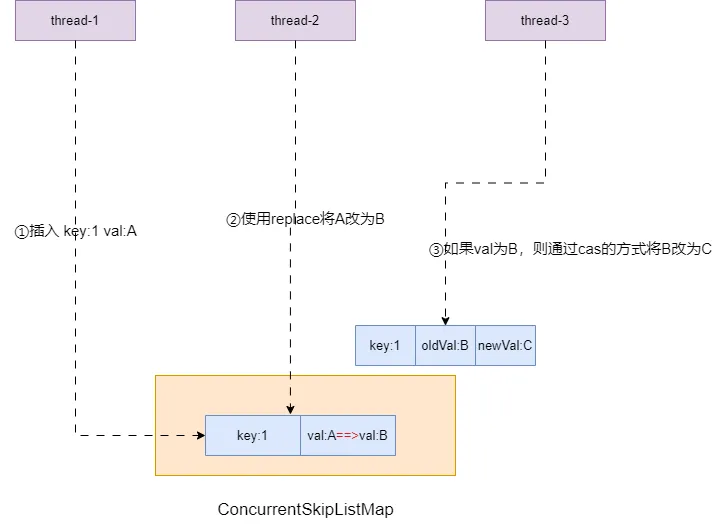 thread-1
thread-2
thread-3
①插入 key:1 val:A
②使用replace将A改为B
③如果val为B，则通过cas的方式将B改为C
key:1
oldVal:B
newVal:C
key:1
val:A==>val:B
ConcurrentSkipListMap